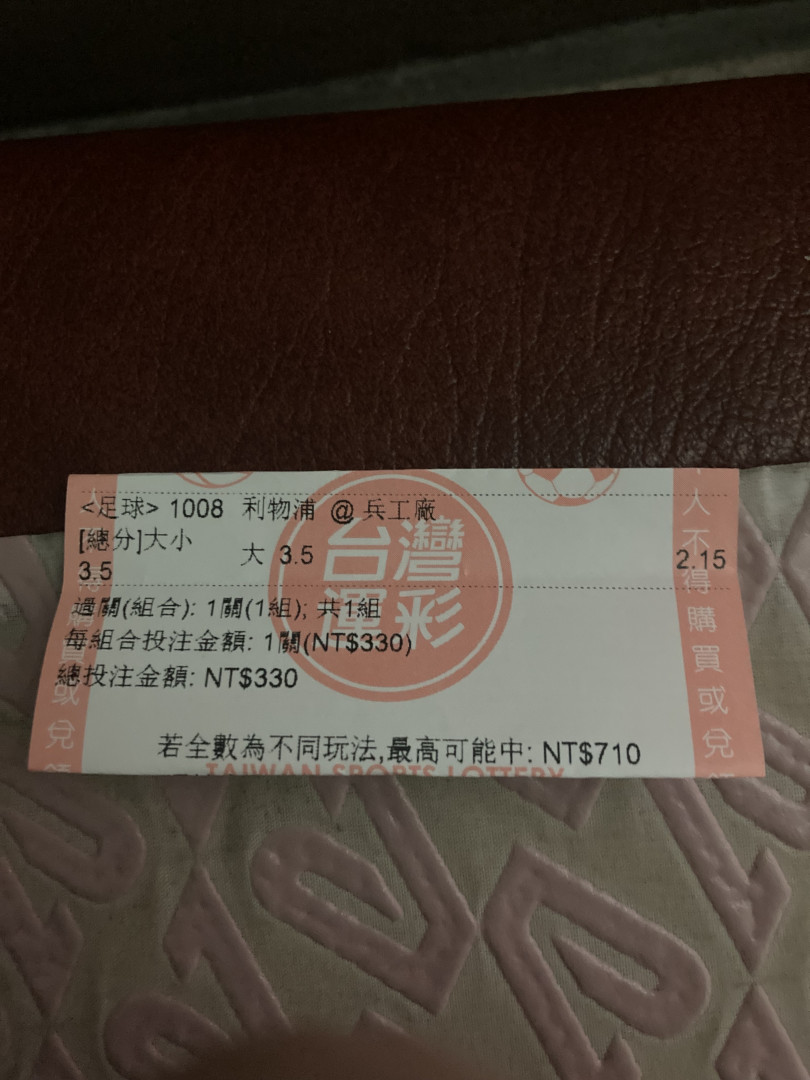 <足球> 1008 利物浦 @ 兵工廠
[總分]大小
3.5
大 3.5
2.15
過關(組合): 1關(1組); 共1組
每組合投注金額: 1關(NT$330)
總投注金額: NT$330
若全數為不同玩法,最高可能中: NT$710
台灣
運彩
TAIWAN SPORTS LOTTERY
人不得購買或兌
購買或兌